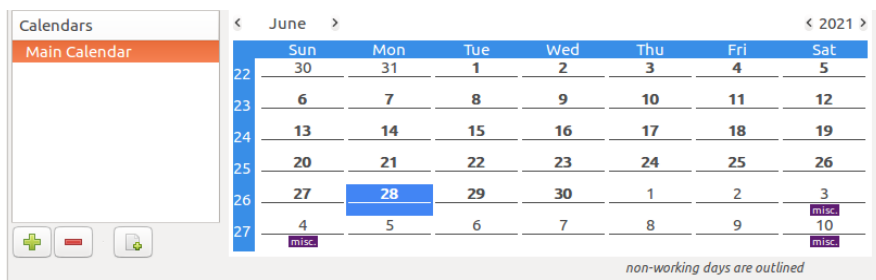 Calendars
Main Calendar
< June > < 2021 >
Sun Mon Tue Wed Thu Fri Sat
22 30 31 1 2 3 4 5
23 6 7 8 9 10 11 12
24 13 14 15 16 17 18 19
25 20 21 22 23 24 25 26
26 27 28 29 30 1 2 3
misc.
27 4 5 6 7 8 9 10
misc. misc.
non-working days are outlined